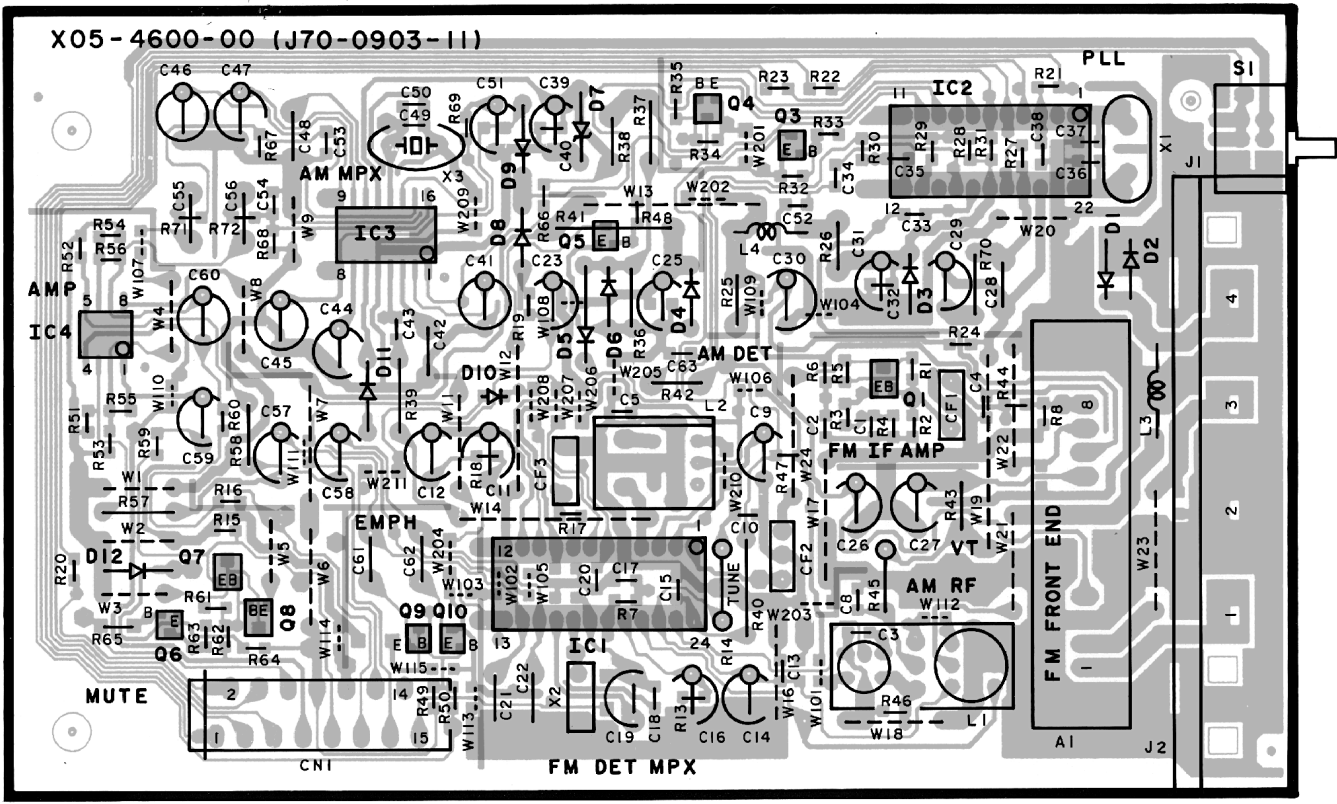 X05-4600-00 (J70-0903-11)
PLL
C46 C47 C50 C49 R69 C51 C39 D7 R37 R35 BE Q4 R23 R22 11 IC2 R21 1 S1
R67 C48 C53 C40 R38 R34 W201 Q3 E B R33 R30 R29 R28 R31 R27 C38 C37 X1 J1
AM MPX X3 D9 R32 C34 C35 C36
C55 C56 C54 W9 9 16 W209 R66 W13 W202 12 C33 22
R54 R71 R72 R68 IC3 D8 R41 R48 C52 R26 C31 C29 R70 W20 D1 D2
R52 R56 W107 8 1 Q5 E B L4
AMP C60 W8 C41 C23 C25 C30 C28
5 8 W4 C44 R19 W108 R25 W109 W104 C32 D3 4
IC4 C45 C43 C42 D5 D6 R36 D4 R24
4 1 D11 W12 AM DET
W110 D10 W205 C63 W106 R6 R5 EB R1 C4 R44
R55 R60 W7 R39 W11 W208 W207 W206 R42 L2 C2 R3 C1 R4 Q1 R2 CF1 R8 8 L3 3
R51 R53 R59 C59 R58 C57 C5 C9 FM IF AMP W22
W111 C58 W211 C12 R18 C11 CF3 W210 R47 W24
W1 R57 R16 W14 R17 C10 W17 R43 W19 W21 2
W2 R15 EMPH 12 1 C26 C27 VT
D12 Q7 W5 W6 C61 C62 W204 W102 W105 C20 C17 C15 TUNE CF2 W23
R20 EB W103 R7 R40 C8 R45 AM RF FM FRONT END
W3 R61 BE Q8 Q9 Q10 W203 W112 1
R65 B E R63 R62 W114 E B E B 13 IC1 24 R14 C3
Q6 R64 W115 C13 1
MUTE 2 14 R49 R50 W113 C21 C22 X2 C18 R13 W16 W101 R46 L1
1 15 C19 C16 C14 W18 A1 J2
CN1 FM DET MPX